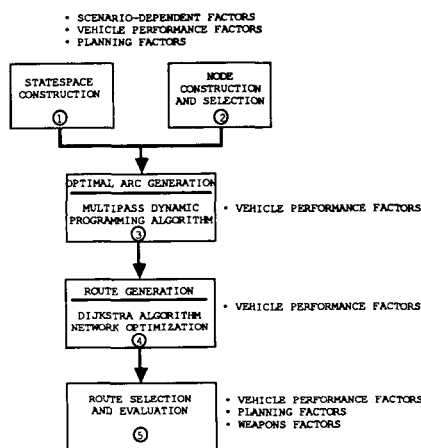 • SCENARIO-DEPENDENT FACTORS
• VEHICLE PERFORMANCE FACTORS
• PLANNING FACTORS
STATESPACE
CONSTRUCTION
1
NODE
CONSTRUCTION
AND SELECTION
2
OPTIMAL ARC GENERATION
MULTIPASS DYNAMIC
PROGRAMMING ALGORITHM
3
• VEHICLE PERFORMANCE FACTORS
ROUTE GENERATION
DIJKSTRA ALGORITHM
NETWORK OPTIMIZATION
4
• VEHICLE PERFORMANCE FACTORS
ROUTE SELECTION
AND EVALUATION
5
• VEHICLE PERFORMANCE FACTORS
• PLANNING FACTORS
• WEAPONS FACTORS